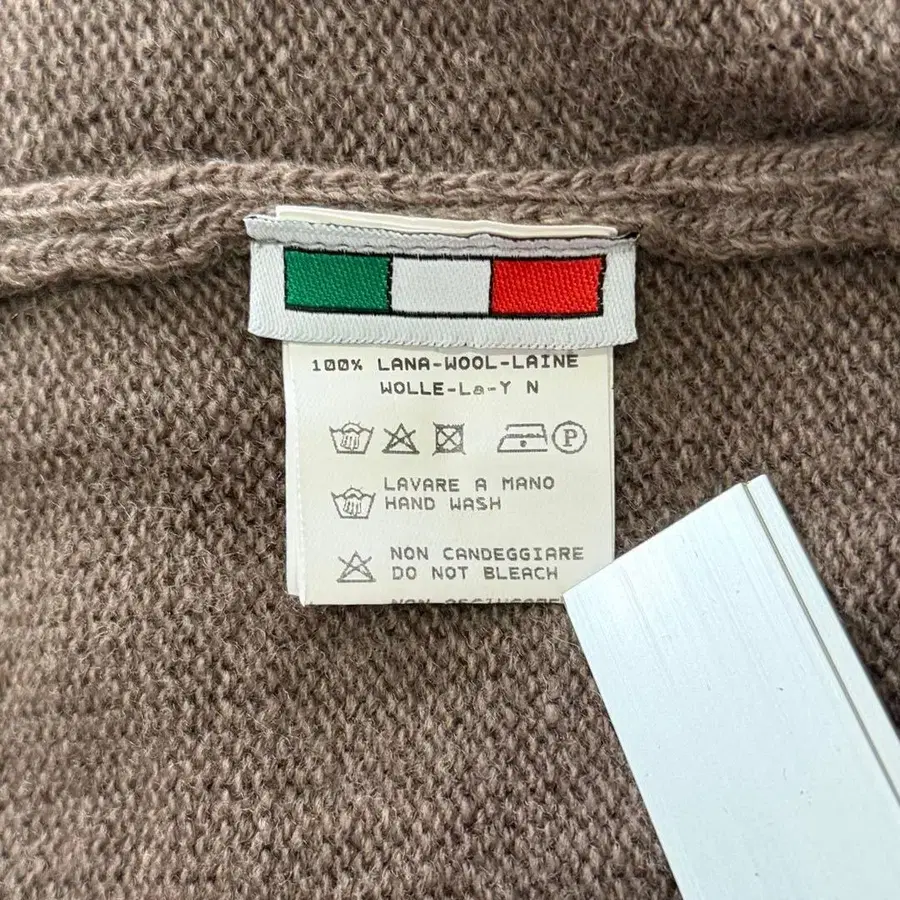 100% LANA-WOOL-LAINE
WOLLE-La-Y N
P
LAVARE A MANO
HAND WASH
NON CANDEGGIARE
DO NOT BLEACH